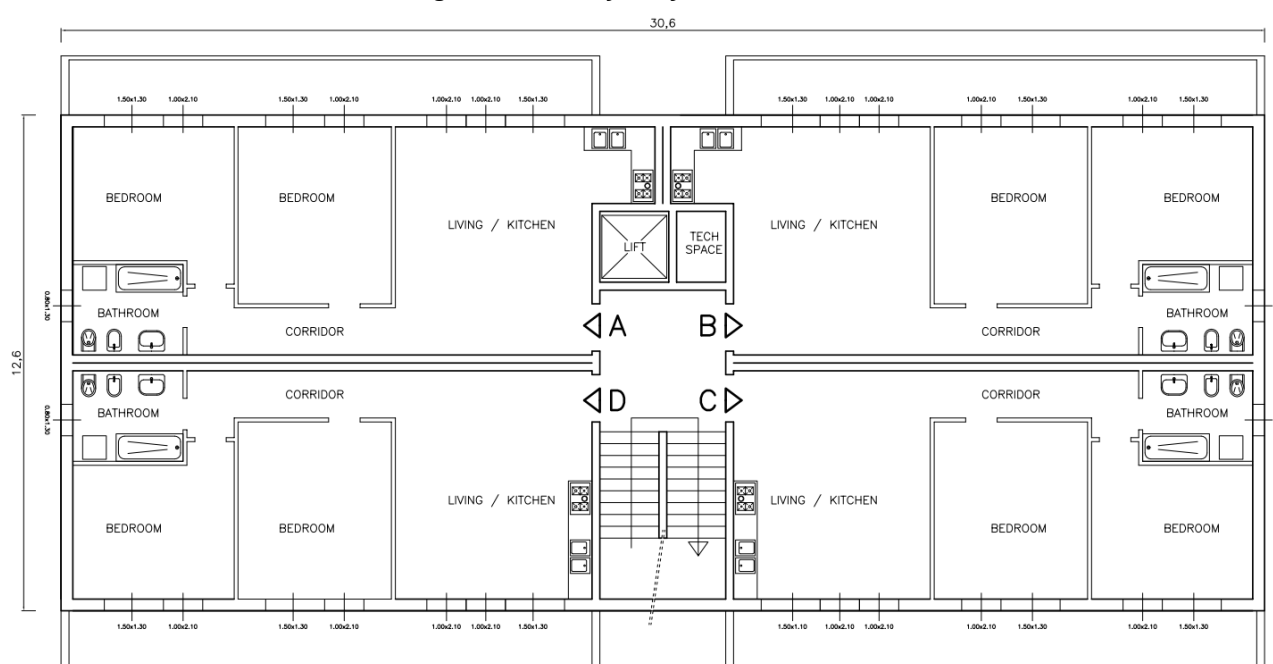 30,6
1.50x1.30 1.00x2.10 1.50x1.30 1.00x2.10 1.00x2.10 1.00x2.10 1.50x1.30 1.50x1.30 1.00x2.10 1.00x2.10 1.00x2.10 1.50x1.30 1.00x2.10 1.50x1.30
BEDROOM BEDROOM BEDROOM BEDROOM
LIVING / KITCHEN LIVING / KITCHEN
TECH
LIFT SPACE
0.80x1.30
BATHROOM BATHROOM
CORRIDOR A B CORRIDOR
12,6
CORRIDOR D C CORRIDOR
BATHROOM BATHROOM
0.80x1.30
LIVING / KITCHEN LIVING / KITCHEN
BEDROOM BEDROOM BEDROOM BEDROOM
1.50x1.30 1.00x2.10 1.50x1.30 1.00x2.10 1.00x2.10 1.00x2.10 1.50x1.30 1.50x1.10 1.00x2.10 1.00x2.10 1.00x2.10 1.50x1.30 1.00x2.10 1.50x1.30